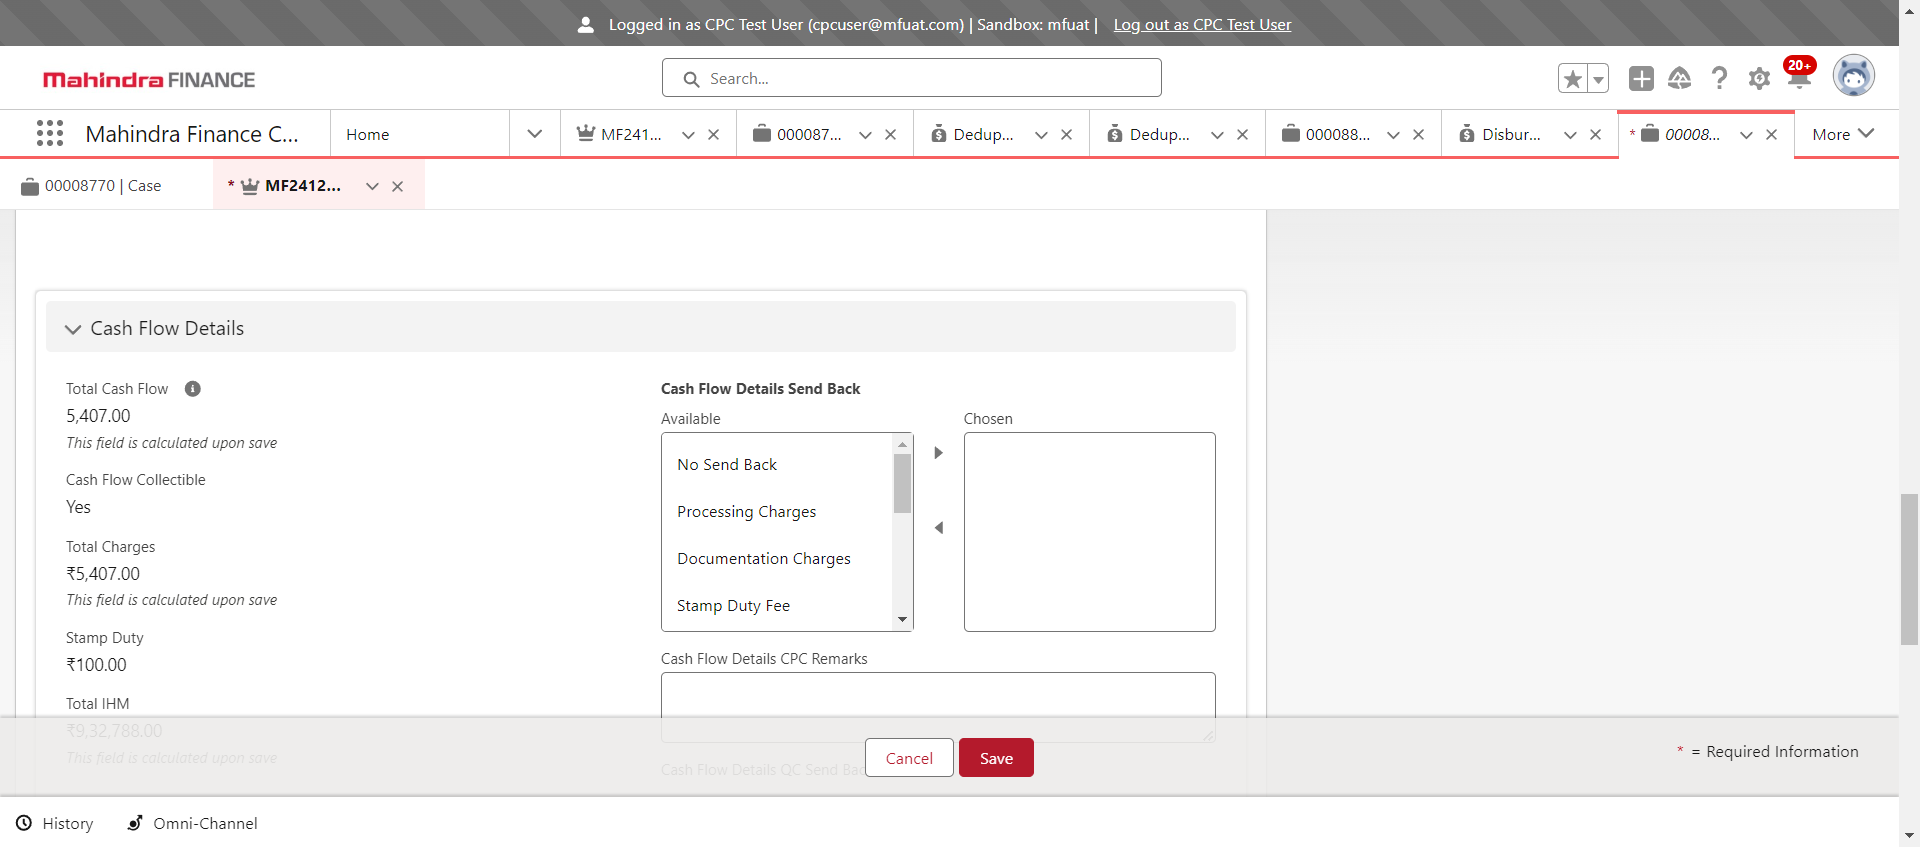 Logged in as CPC Test User (cpcuser@mfuat.com) | Sandbox: mfuat | Log out as CPC Test User
Mahindra FINANCE
Search...
20+
Mahindra Finance C...
Home
MF241...
000087...
Dedup...
Dedup...
000088...
Disbur...
* 00008...
More
00008770 | Case
* MF2412...
Cash Flow Details
Total Cash Flow
5,407.00
This field is calculated upon save
Cash Flow Collectible
Yes
Total Charges
₹5,407.00
This field is calculated upon save
Stamp Duty
₹100.00
Total IHM
₹9,32,788.00
This field is calculated upon save
Cash Flow Details Send Back
Available
Chosen
No Send Back
Processing Charges
Documentation Charges
Stamp Duty Fee
Cash Flow Details CPC Remarks
Cash Flow Details QC Send Bac
Cancel
Save
* = Required Information
History
Omni-Channel